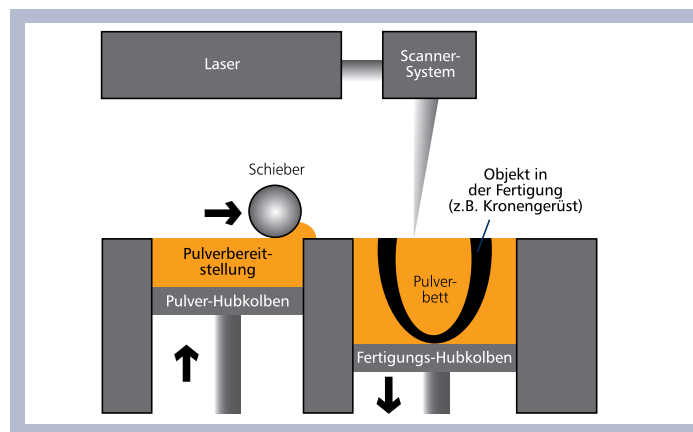 Laser
Scanner-
System
Schieber
Objekt in
der Fertigung
(z.B. Kronengerüst)
Pulverbereit-
stellung
Pulver-
bett
Pulver-Hubkolben
Fertigungs-Hubkolben